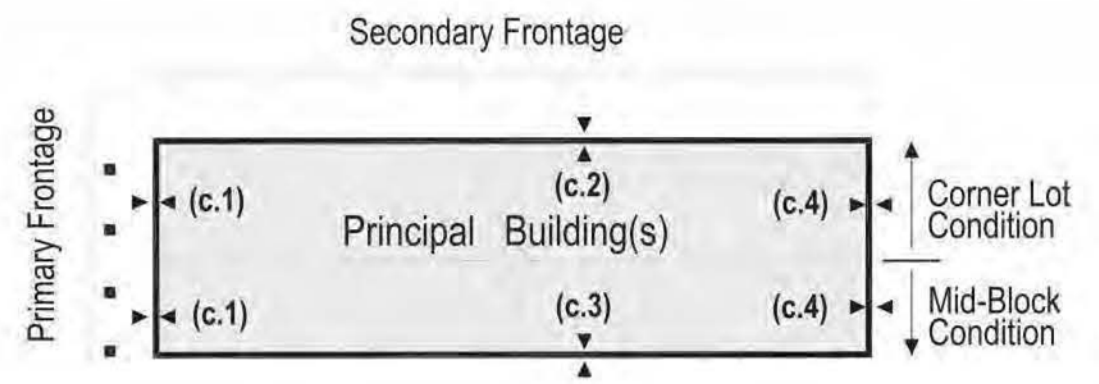 Secondary Frontage
Primary Frontage
(c.1)
(c.2)
(c.4)
Corner Lot
Condition
Principal Building(s)
(c.1)
(c.3)
(c.4)
Mid-Block
Condition